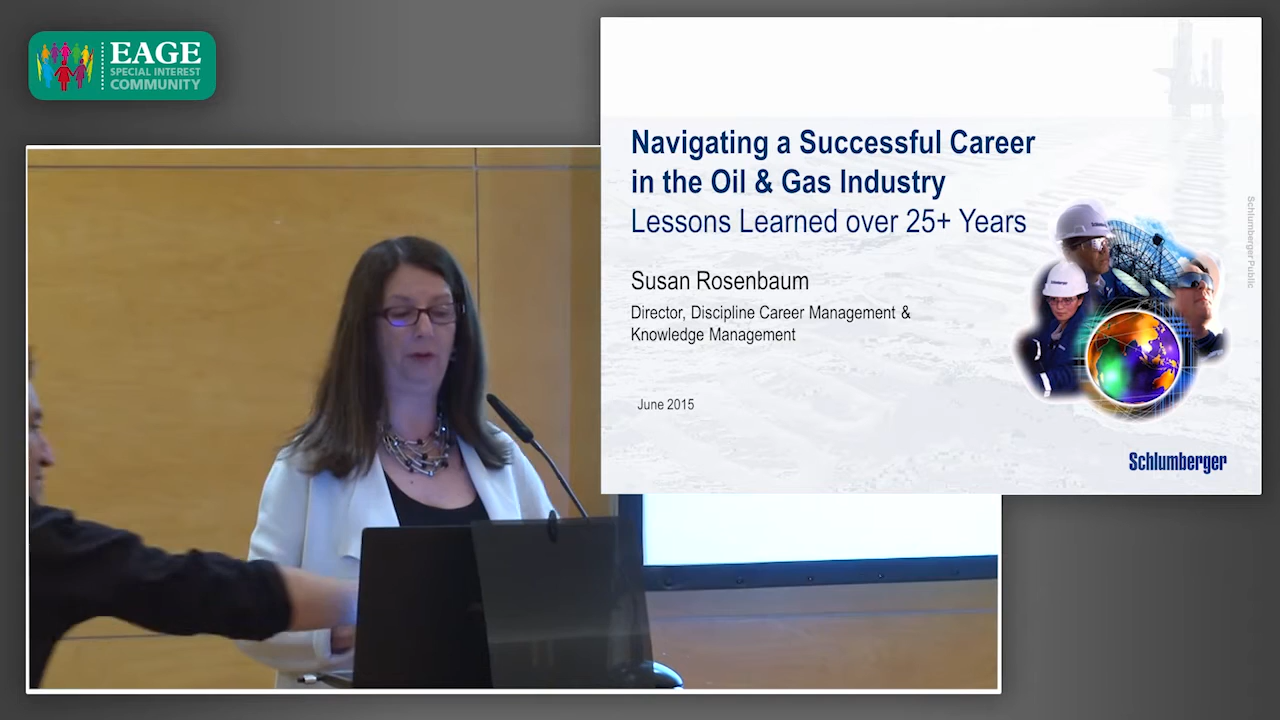 EAGE
SPECIAL INTEREST
COMMUNITY
Navigating a Successful Career
in the Oil & Gas Industry
Lessons Learned over 25+ Years
Susan Rosenbaum
Director, Discipline Career Management &
Knowledge Management
June 2015
Schlumberger
Schlumberger Public